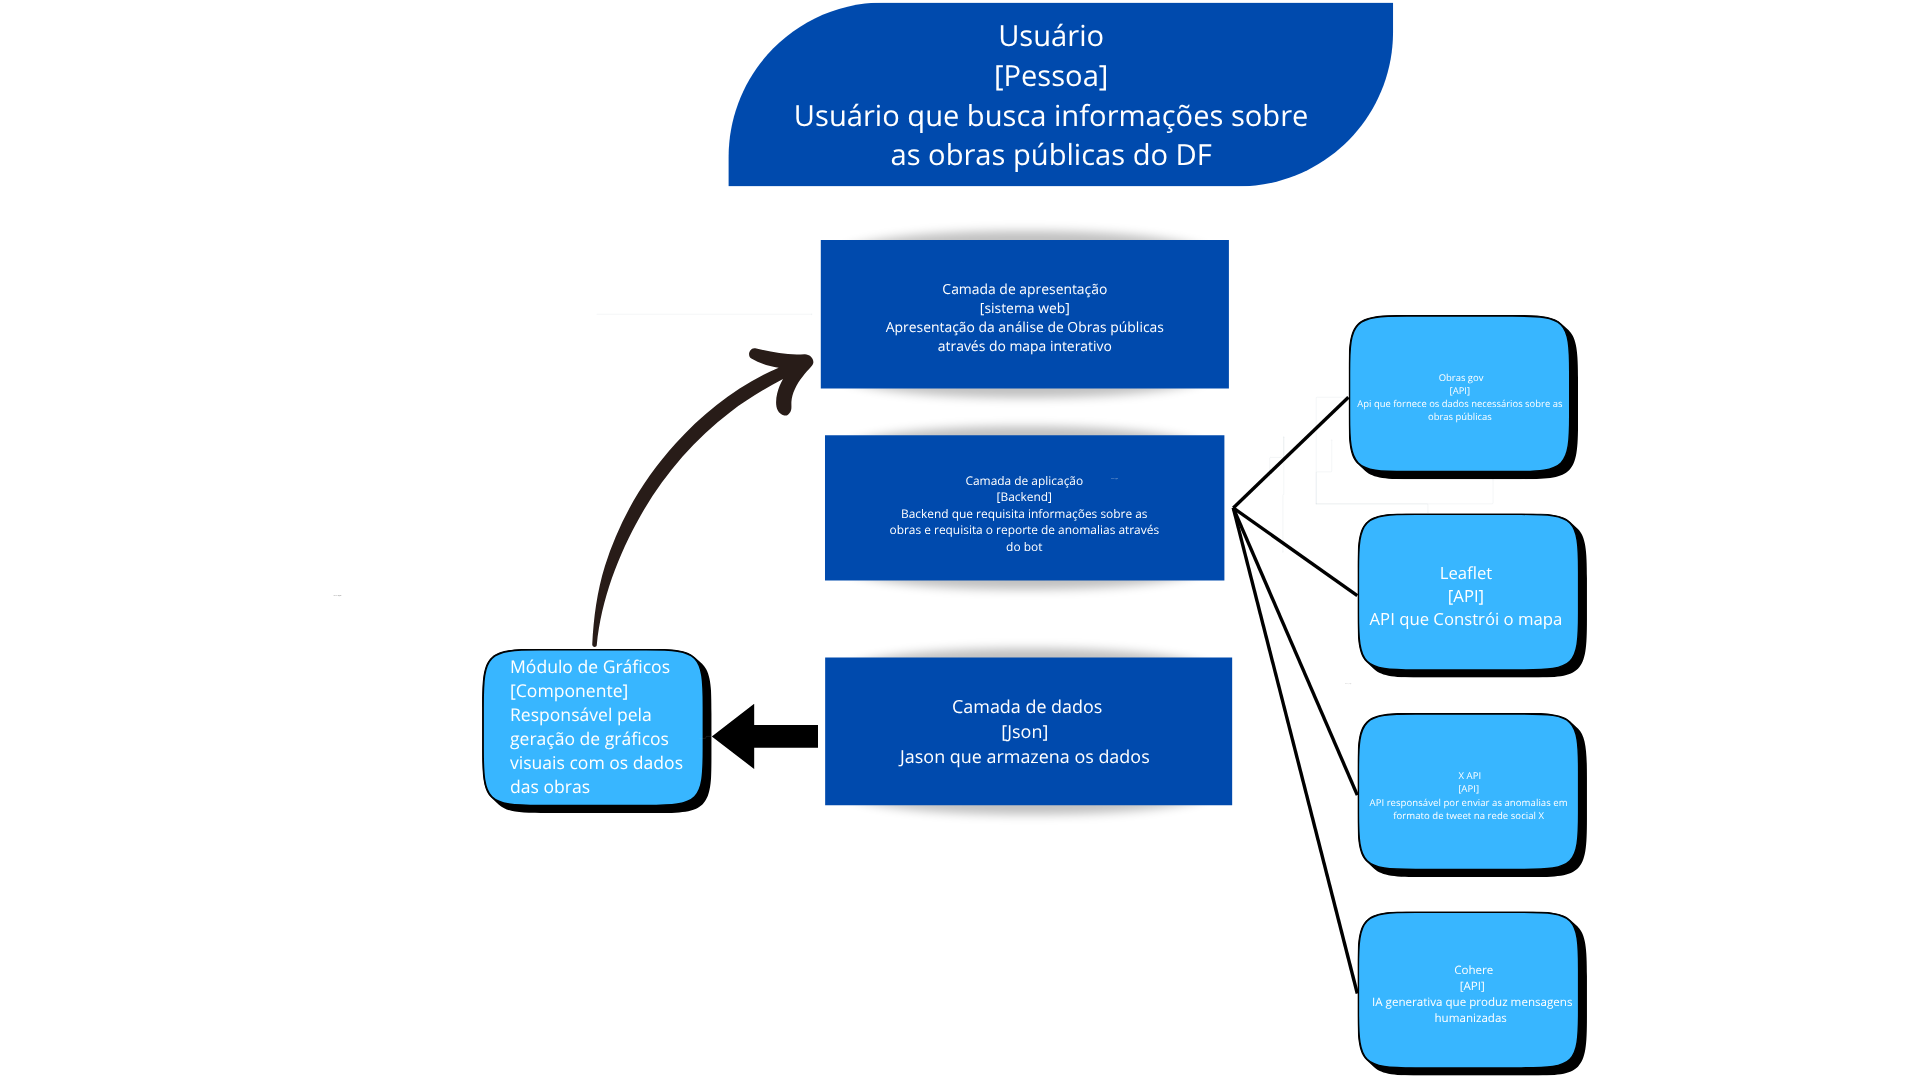 Usuário
[Pessoa]
Usuário que busca informações sobre
as obras públicas do DF
Camada de apresentação
[sistema web]
Apresentação da análise de Obras públicas
através do mapa interativo
Camada de aplicação
[Backend]
Backend que requisita informações sobre as
obras e requisita o reporte de anomalias através
do bot
Camada de dados
[Json]
Jason que armazena os dados
Módulo de Gráficos
[Componente]
Responsável pela
geração de gráficos
visuais com os dados
das obras
Obras gov
[API]
Api que fornece os dados necessários sobre as
obras públicas
Leaflet
[API]
API que Constrói o mapa
X API
[API]
API responsável por enviar as anomalias em
formato de tweet na rede social X
Cohere
[API]
IA generativa que produz mensagens
humanizadas